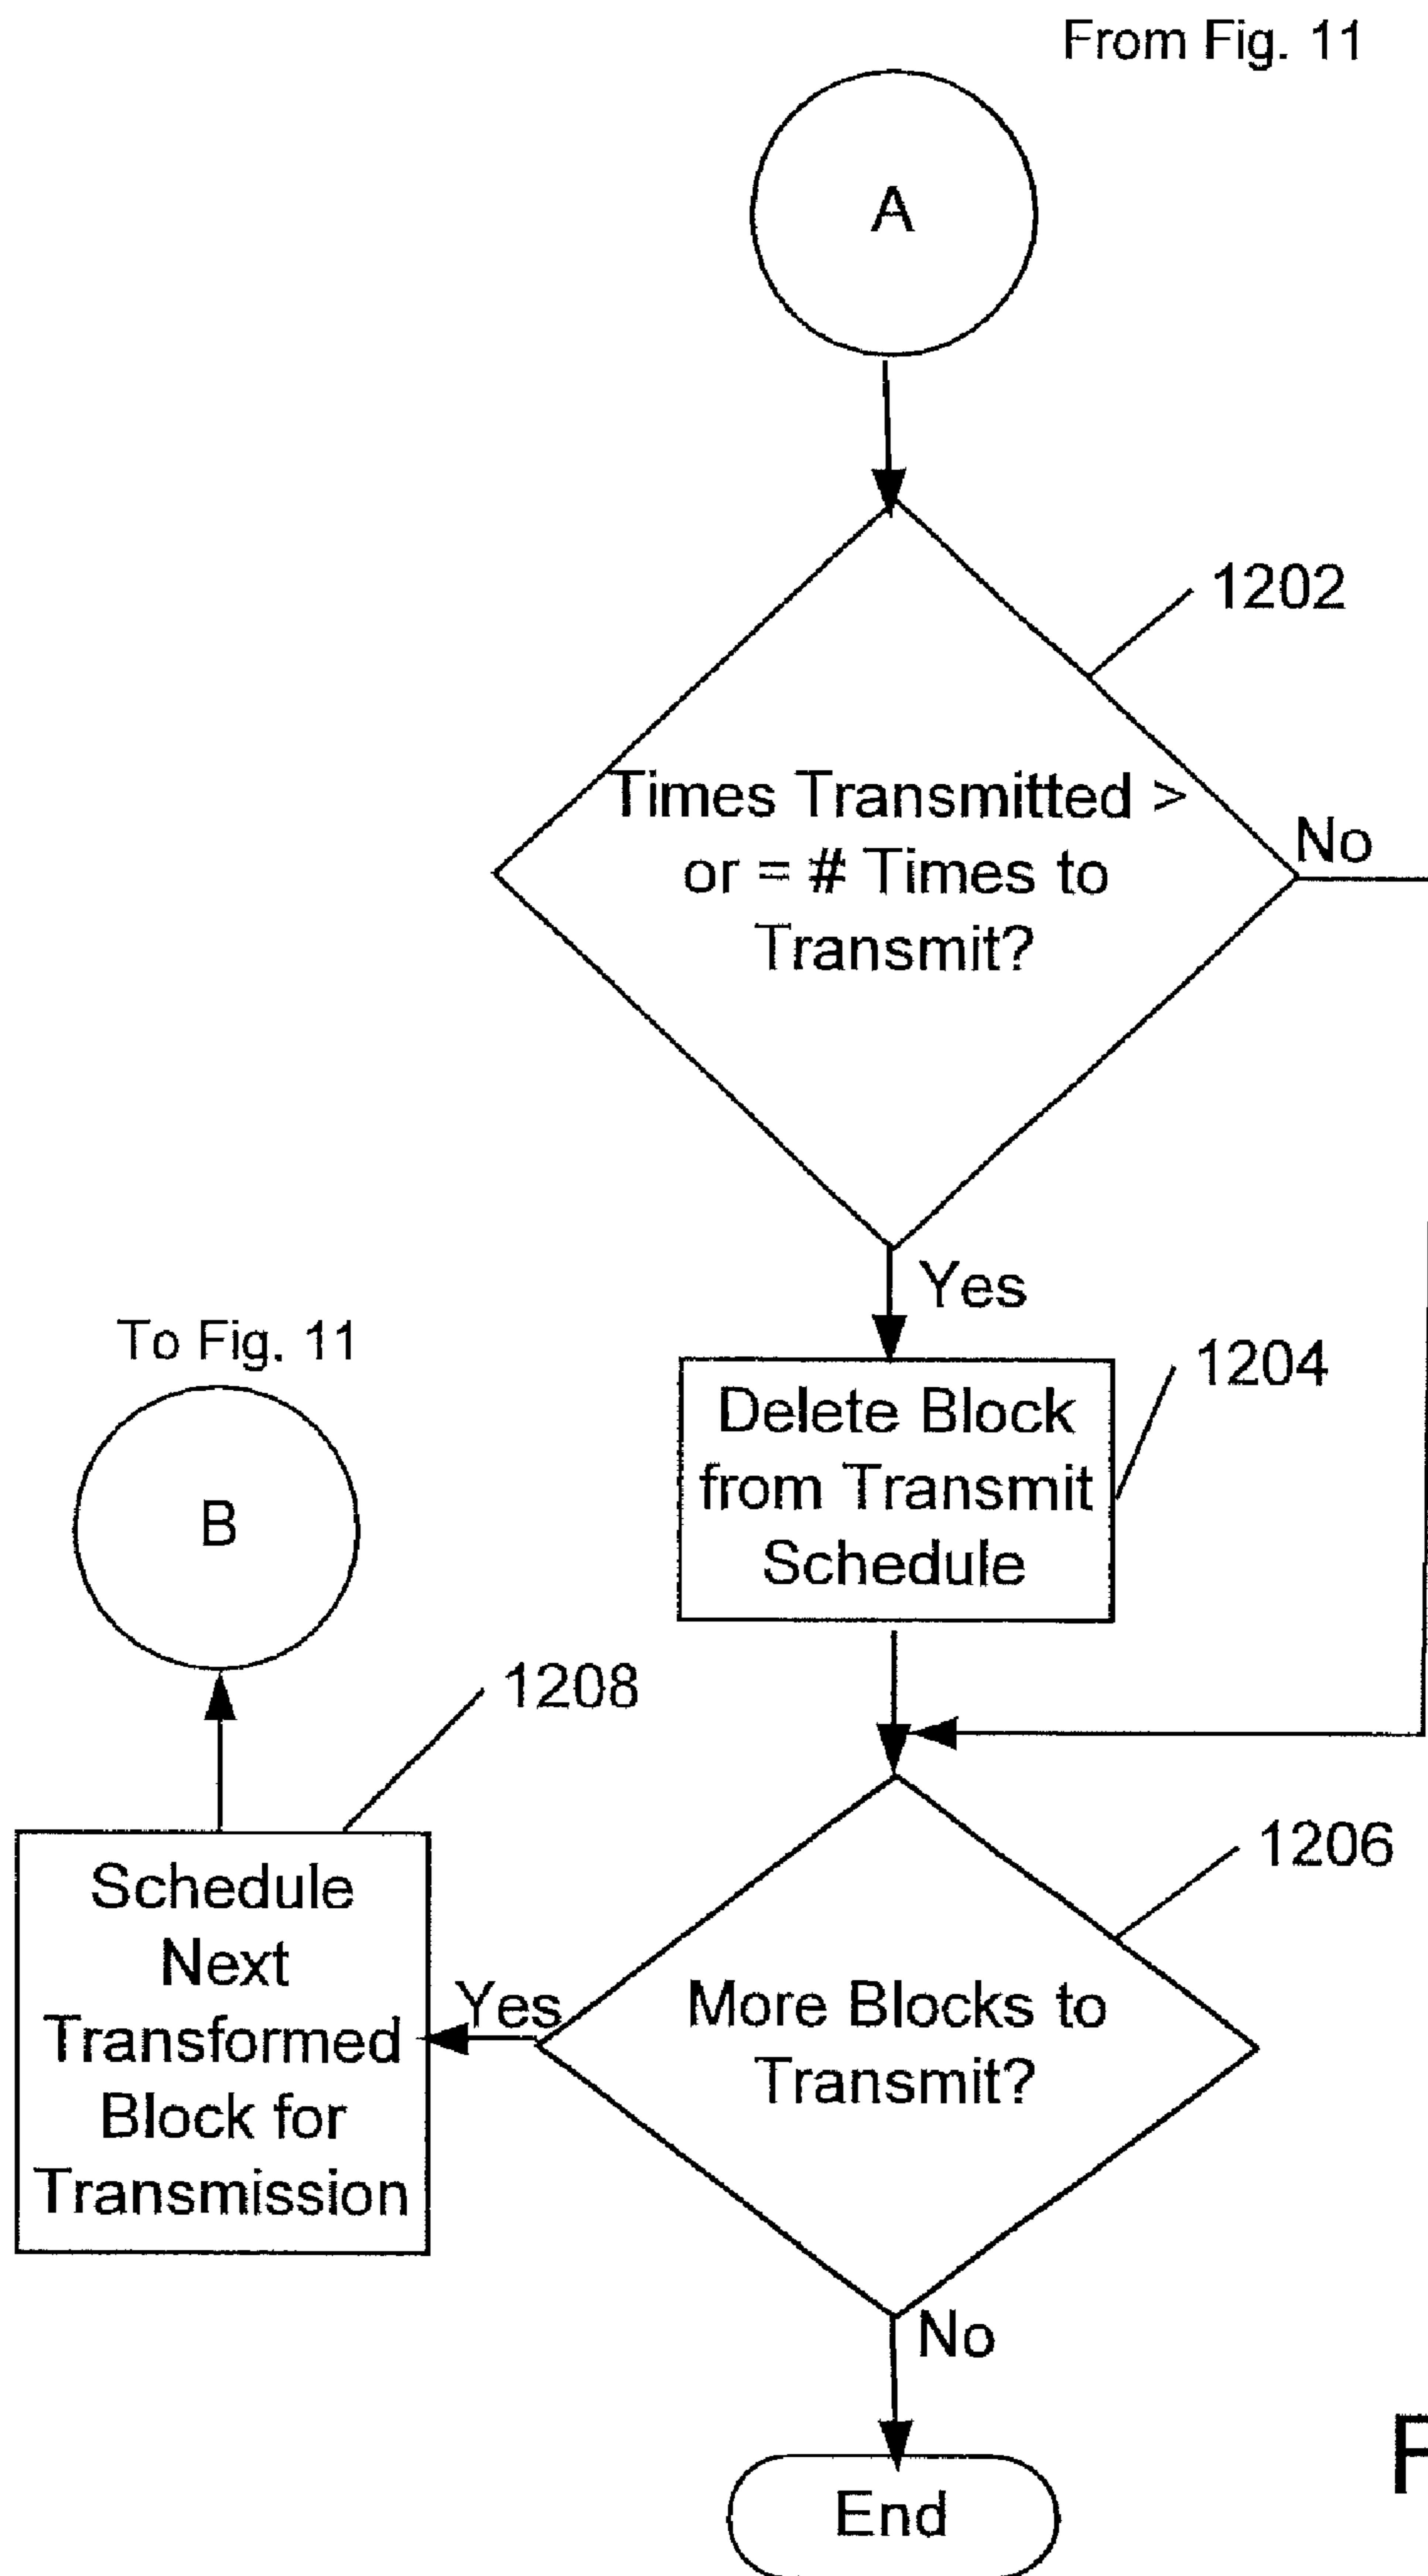 From Fig. 11
A
1202
Times Transmitted >
or = # Times to
Transmit?
No
Yes
To Fig. 11
B
1204
Delete Block
from Transmit
Schedule
1208
Schedule
Next
Transformed
Block for
Transmission
Yes
1206
More Blocks to
Transmit?
No
End
F